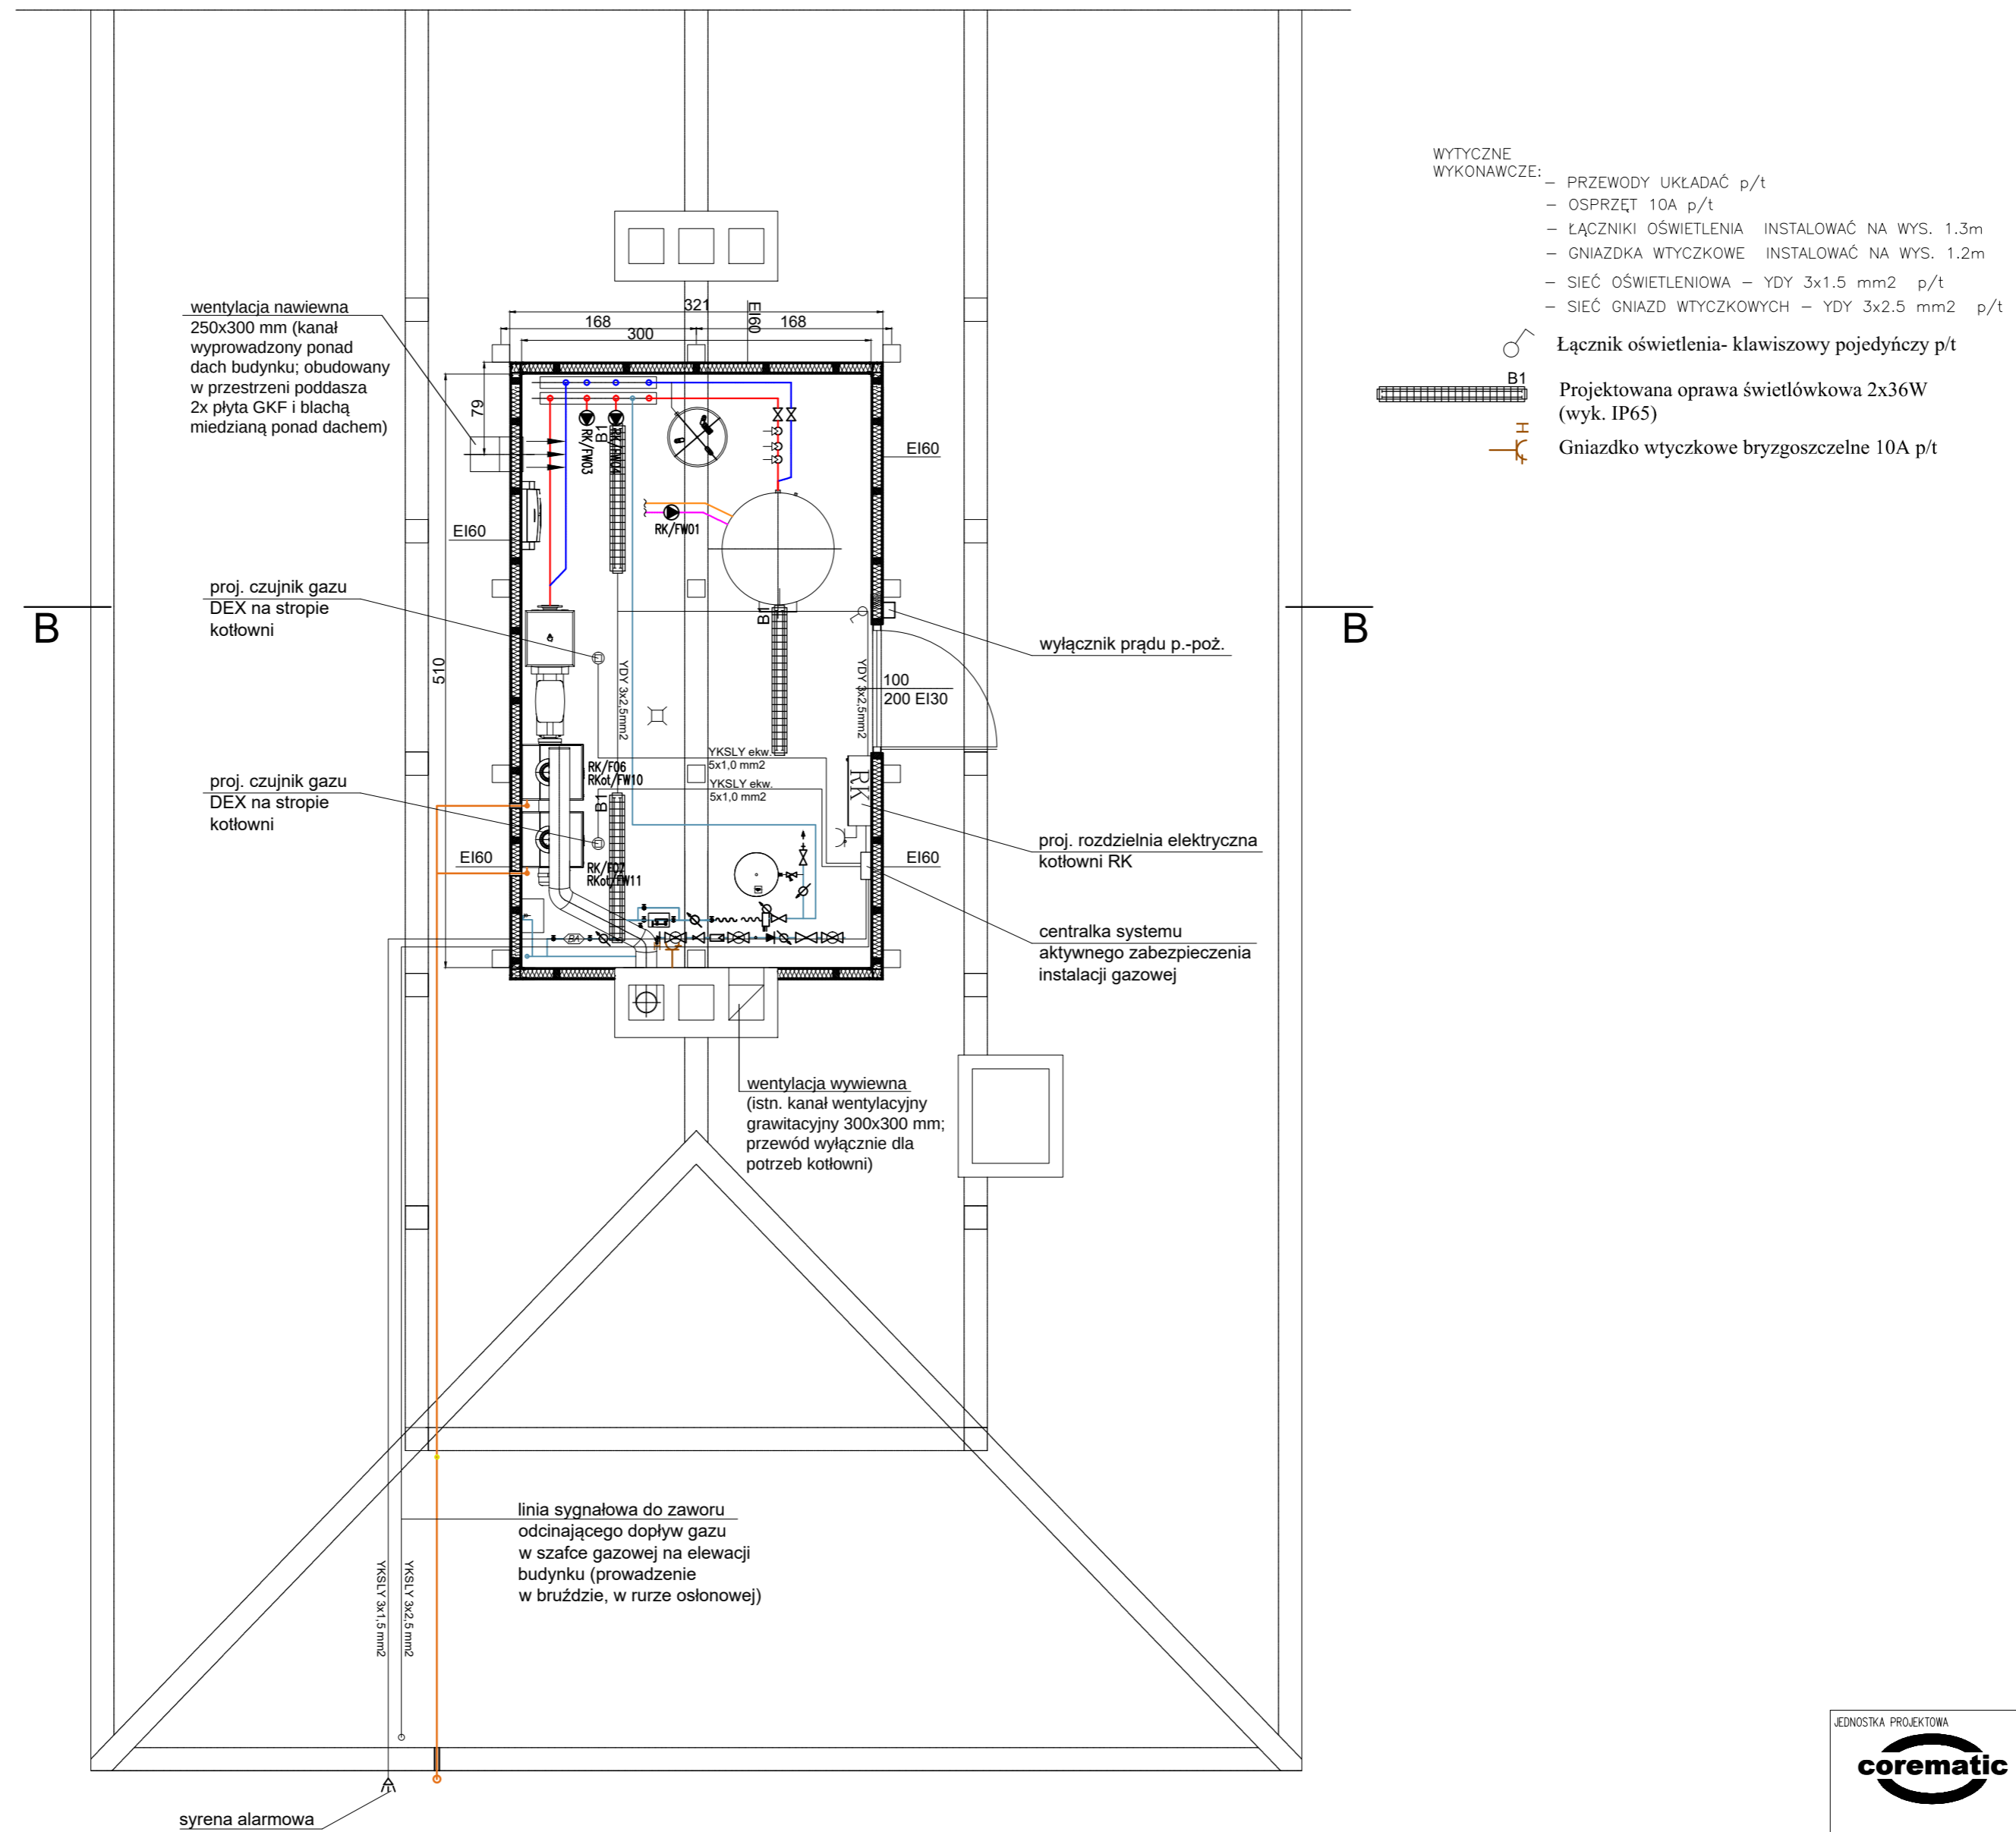 WYTYCZNE
WYKONAWCZE:
– PRZEWODY UKŁADAĆ p/t
– OSPRZĘT 10A p/t
– ŁĄCZNIKI OŚWIETLENIA INSTALOWAĆ NA WYS. 1.3m
– GNIAZDKA WTYCZKOWE INSTALOWAĆ NA WYS. 1.2m
– SIEĆ OŚWIETLENIOWA – YDY 3x1.5 mm2 p/t
– SIEĆ GNIAZD WTYCZKOWYCH – YDY 3x2.5 mm2 p/t
Łącznik oświetlenia- klawiszowy pojedyńczy p/t
B1
Projektowana oprawa świetlówkowa 2x36W
(wyk. IP65)
H
Gniazdko wtyczkowe bryzgoszczelne 10A p/t
wentylacja nawiewna
250x300 mm (kanał
wyprowadzony ponad
dach budynku; obudowany
w przestrzeni poddasza
2x płyta GKF i blachą
miedzianą ponad dachem)
321
168
168
300
EI60
79
510
RK/FW03
B1
RK/FW04
RK/FW01
EI60
EI60
proj. czujnik gazu
DEX na stropie
kotłowni
B
B
B1
wyłącznik prądu p.-poż.
YDY 3x2,5mm2
YDY 3x2,5mm2
100
200 EI30
YKSLY ekw.
5x1,0 mm2
YKSLY ekw.
5x1,0 mm2
RK/F06
RKot/FW10
B1
RK
proj. czujnik gazu
DEX na stropie
kotłowni
EI60
RK/F07
RKot/FW11
EI60
proj. rozdzielnia elektryczna
kotłowni RK
BA
centralka systemu
aktywnego zabezpieczenia
instalacji gazowej
wentylacja wywiewna
(istn. kanał wentylacyjny
grawitacyjny 300x300 mm;
przewód wyłącznie dla
potrzeb kotłowni)
linia sygnałowa do zaworu
odcinającego dopływ gazu
w szafce gazowej na elewacji
budynku (prowadzenie
w bruździe, w rurze osłonowej)
YKSLY 3x1,5 mm2
YKSLY 3x2,5 mm2
syrena alarmowa
JEDNOSTKA PROJEKTOWA
corematic